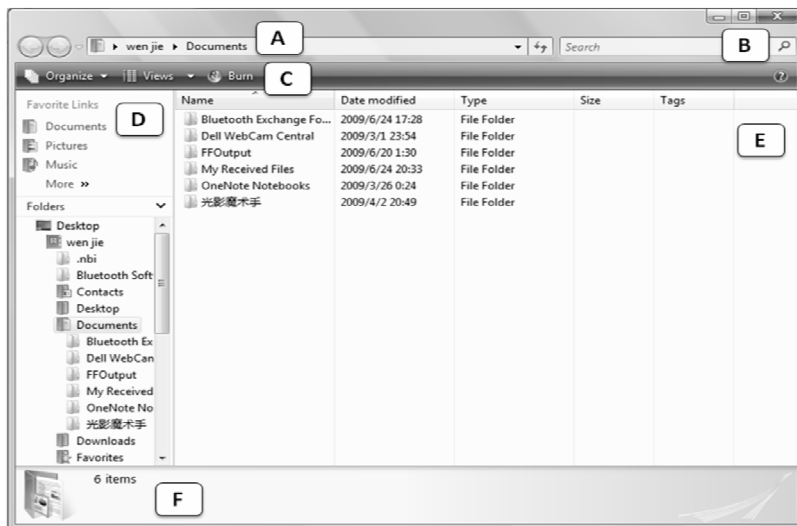 wen jie ▸ Documents A
Search B
Organize Views Burn C
Favorite Links D
Documents
Pictures
Music
More »
Folders
Desktop
wen jie
.nbi
Bluetooth Soft
Contacts
Desktop
Documents
Bluetooth Ex
Dell WebCan
FFOutput
My Received
OneNote No
光影魔术手
Downloads
Favorites
Name Date modified Type Size Tags
Bluetooth Exchange Fo... 2009/6/24 17:28 File Folder
Dell WebCam Central 2009/3/1 23:54 File Folder
FFOutput 2009/6/20 1:30 File Folder
My Received Files 2009/6/24 20:33 File Folder
OneNote Notebooks 2009/3/26 0:24 File Folder
光影魔术手 2009/4/2 20:49 File Folder
E
6 items
F